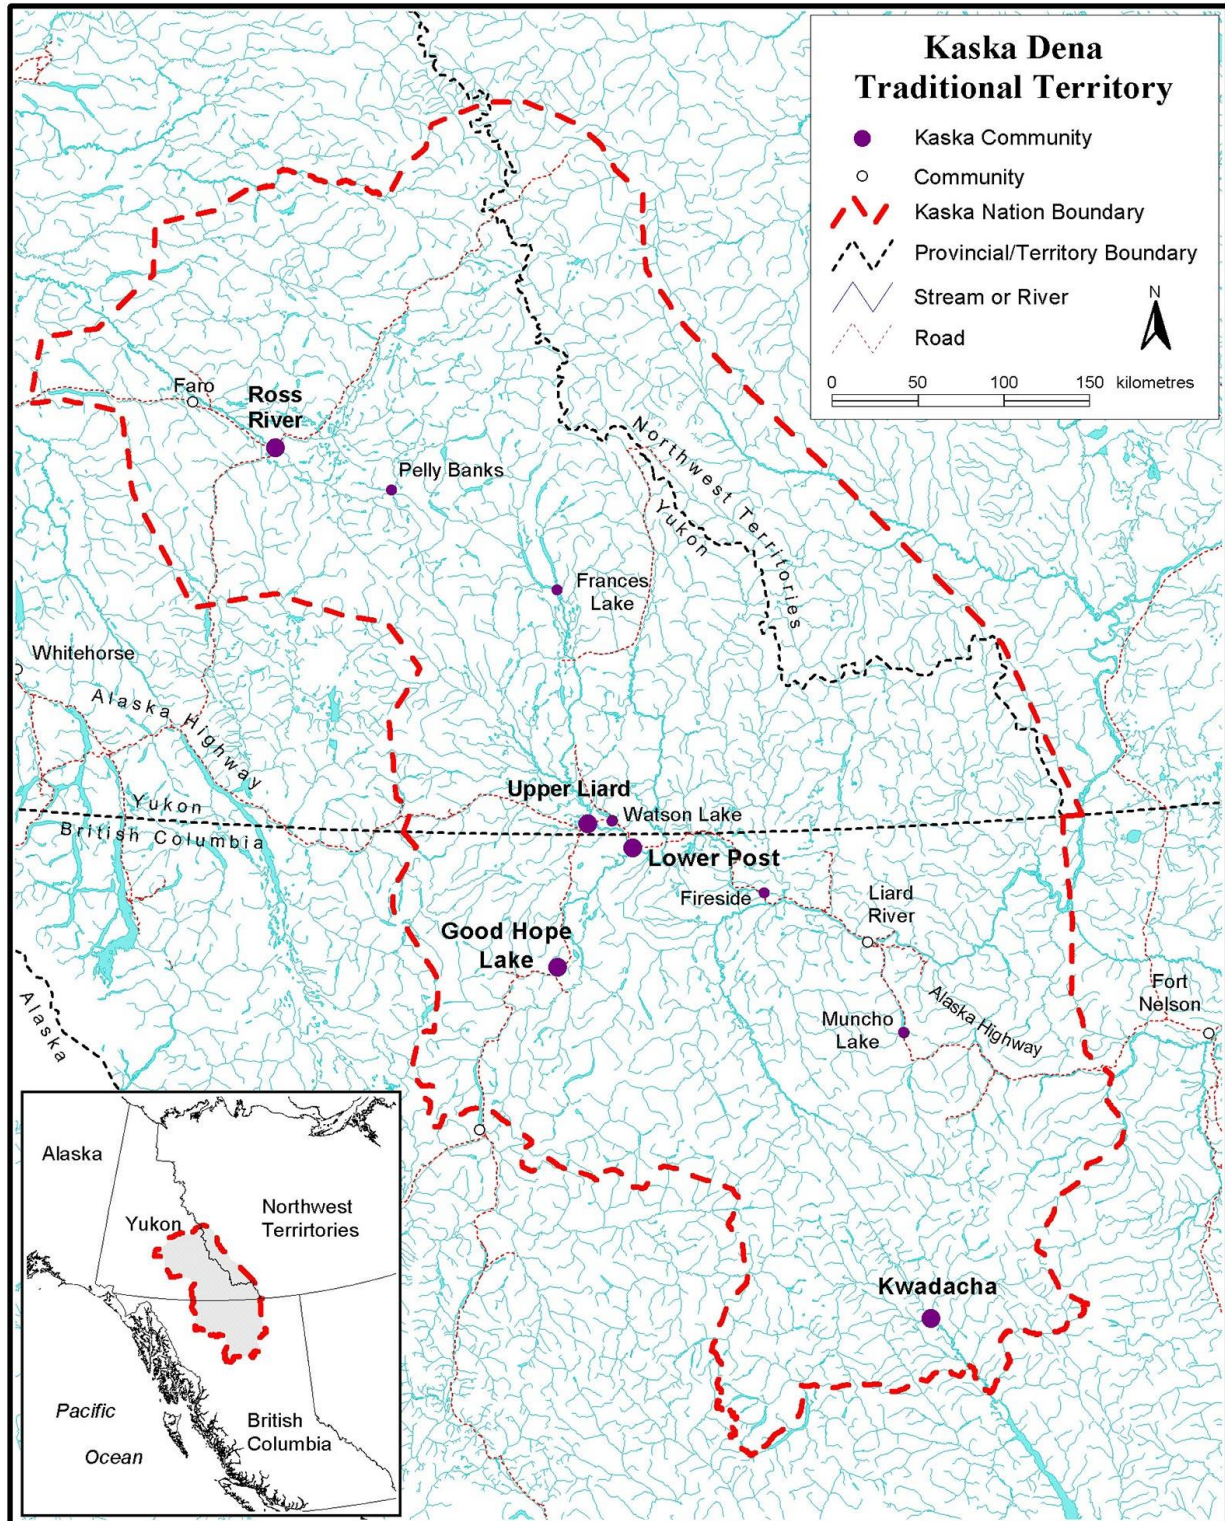 Kaska Dena
Traditional Territory
Kaska Community
Community
Kaska Nation Boundary
Provincial/Territory Boundary
Stream or River
Road
N
0 50 100 150 kilometres
Faro
Ross
River
Pelly Banks
Northwest Territories
Yukon
Frances
Lake
Whitehorse
Alaska Highway
Yukon
British Columbia
Upper Liard
Watson Lake
Lower Post
Fireside
Liard
River
Good Hope
Lake
Muncho
Lake
Alaska Highway
Fort
Nelson
Alaska
Kwadacha
Alaska
Yukon
Northwest
Terrirtories
Pacific
Ocean
British
Columbia